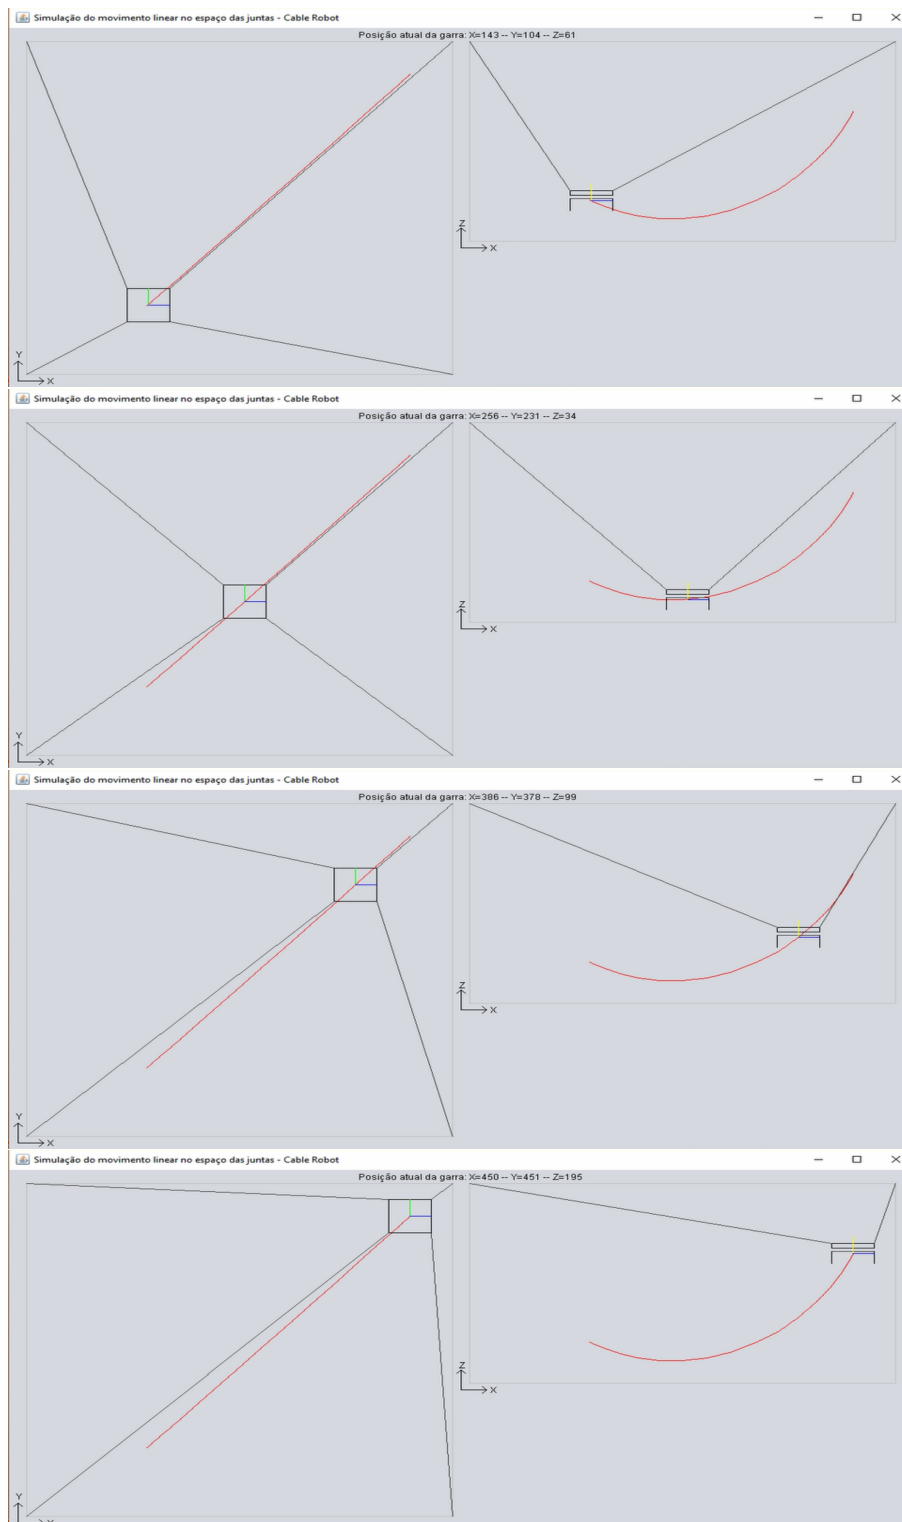 Simulação do movimento linear no espaço das juntas - Cable Robot
Posição atual da garra: X=143 -- Y=104 -- Z=61
Z
X
Y
X
Simulação do movimento linear no espaço das juntas - Cable Robot
Posição atual da garra: X=256 -- Y=231 -- Z=34
Z
X
Y
X
Simulação do movimento linear no espaço das juntas - Cable Robot
Posição atual da garra: X=386 -- Y=378 -- Z=99
Z
X
Y
X
Simulação do movimento linear no espaço das juntas - Cable Robot
Posição atual da garra: X=450 -- Y=451 -- Z=195
Z
X
Y